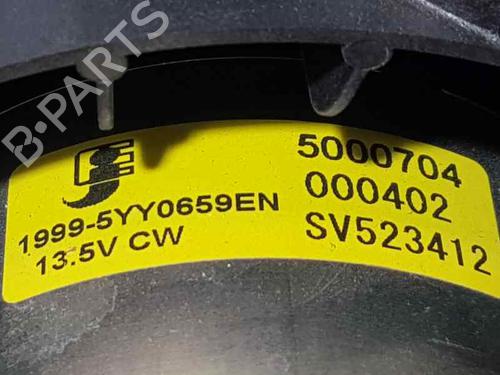 B-PARTS
1999-5YY0659EN
13.5V CW
5000704
000402
SV523412